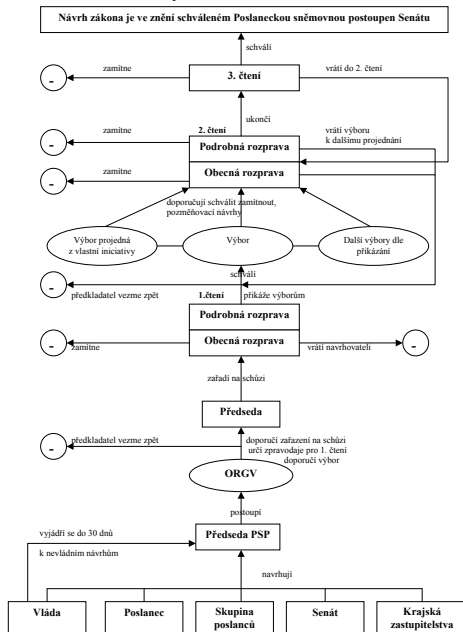 Návrh zákona je ve znění schváleném Poslaneckou sněmovnou postoupen Senátu
schválí
zamítne
3. čtení
vrátí do 2. čtení
-
ukončí
zamítne
2. čtení
vrátí výboru
k dalšímu projednání
-
Podrobná rozprava
zamítne
Obecná rozprava
-
doporučují schválit zamítnout,
pozměňovací návrhy
Výbor projedná
z vlastní iniciativy
Výbor
Další výbory dle
přikázání
schválí
-
předkladatel vezme zpět
1.čtení
přikáže výborům
Podrobná rozprava
Obecná rozprava
-
zamítne
vrátí navrhovateli
-
zařadí na schůzi
Předseda
-
předkladatel vezme zpět
doporučí zařazení na schůzi
určí zpravodaje pro 1. čtení
doporučí výbor
ORGV
postoupí
vyjádří se do 30 dnů
Předseda PSP
k nevládním návrhům
navrhují
Vláda
Poslanec
Skupina
poslanců
Senát
Krajská
zastupitelstva